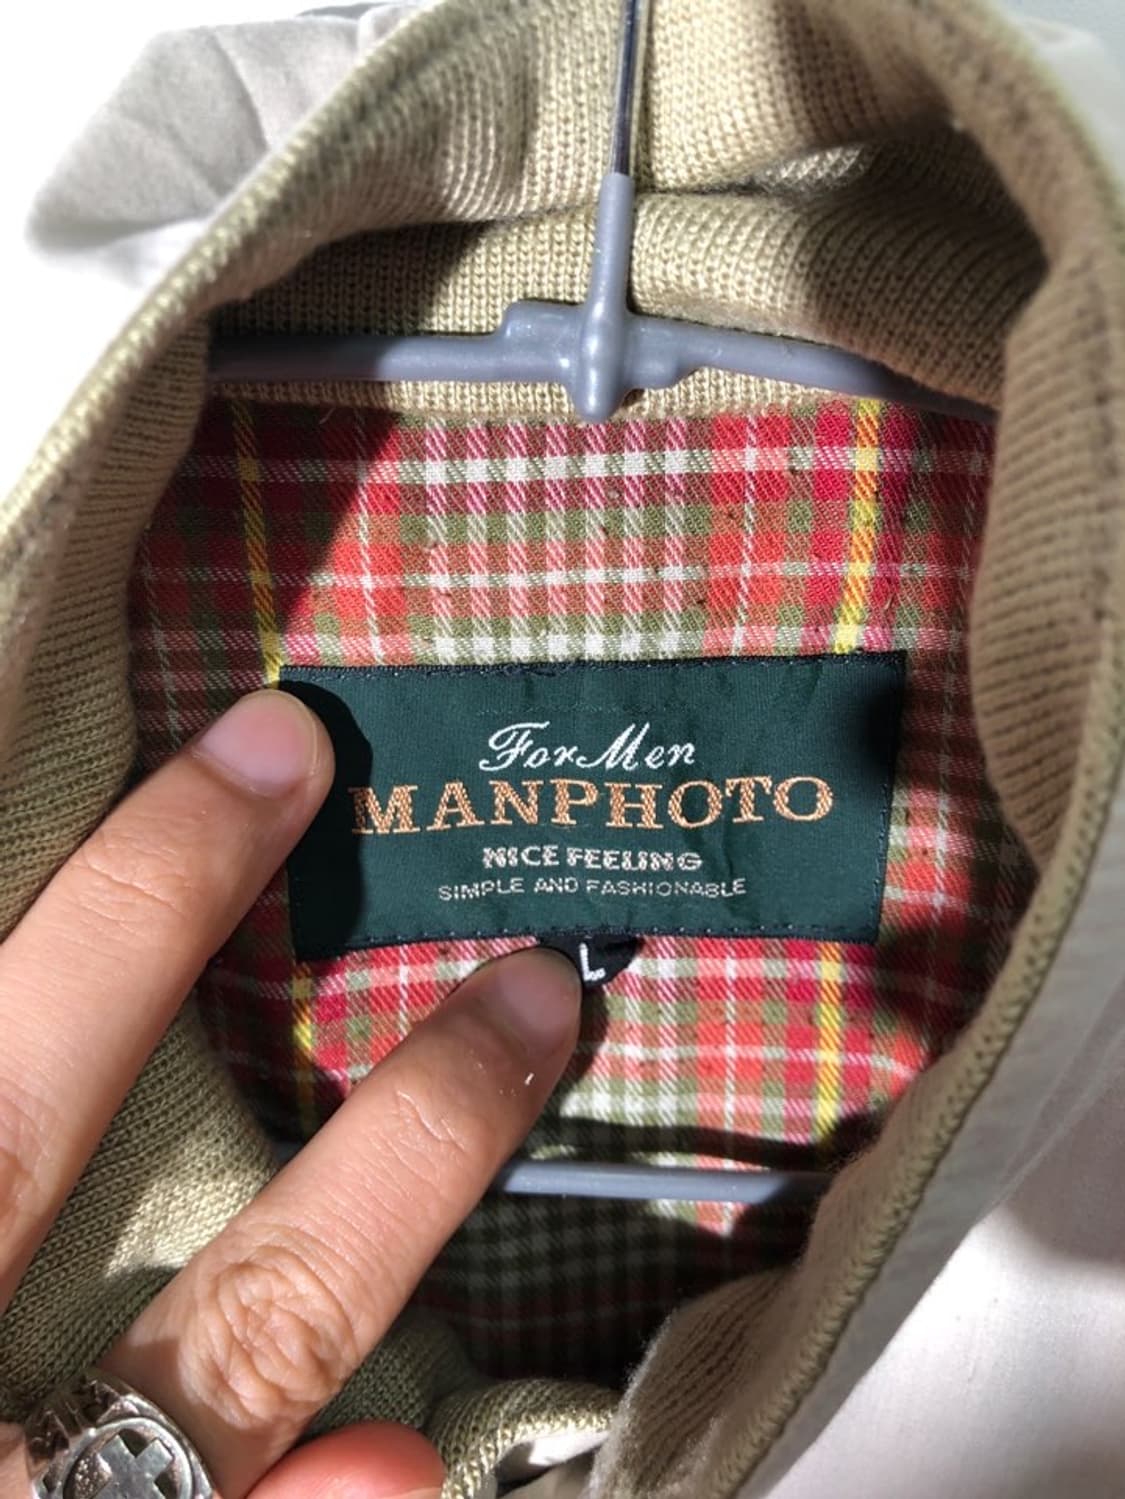 For Men
MANPHOTO
NICE FEELING
SIMPLE AND FASHIONABLE
L